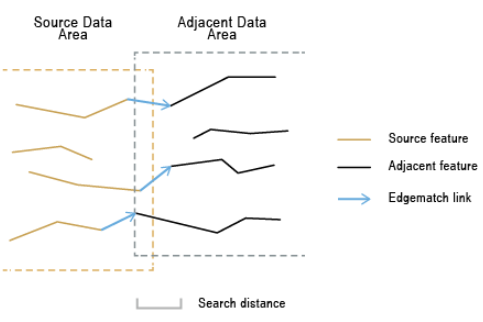 Source Data
Area
Adjacent Data
Area
Source feature
Adjacent feature
Edgematch link
Search distance